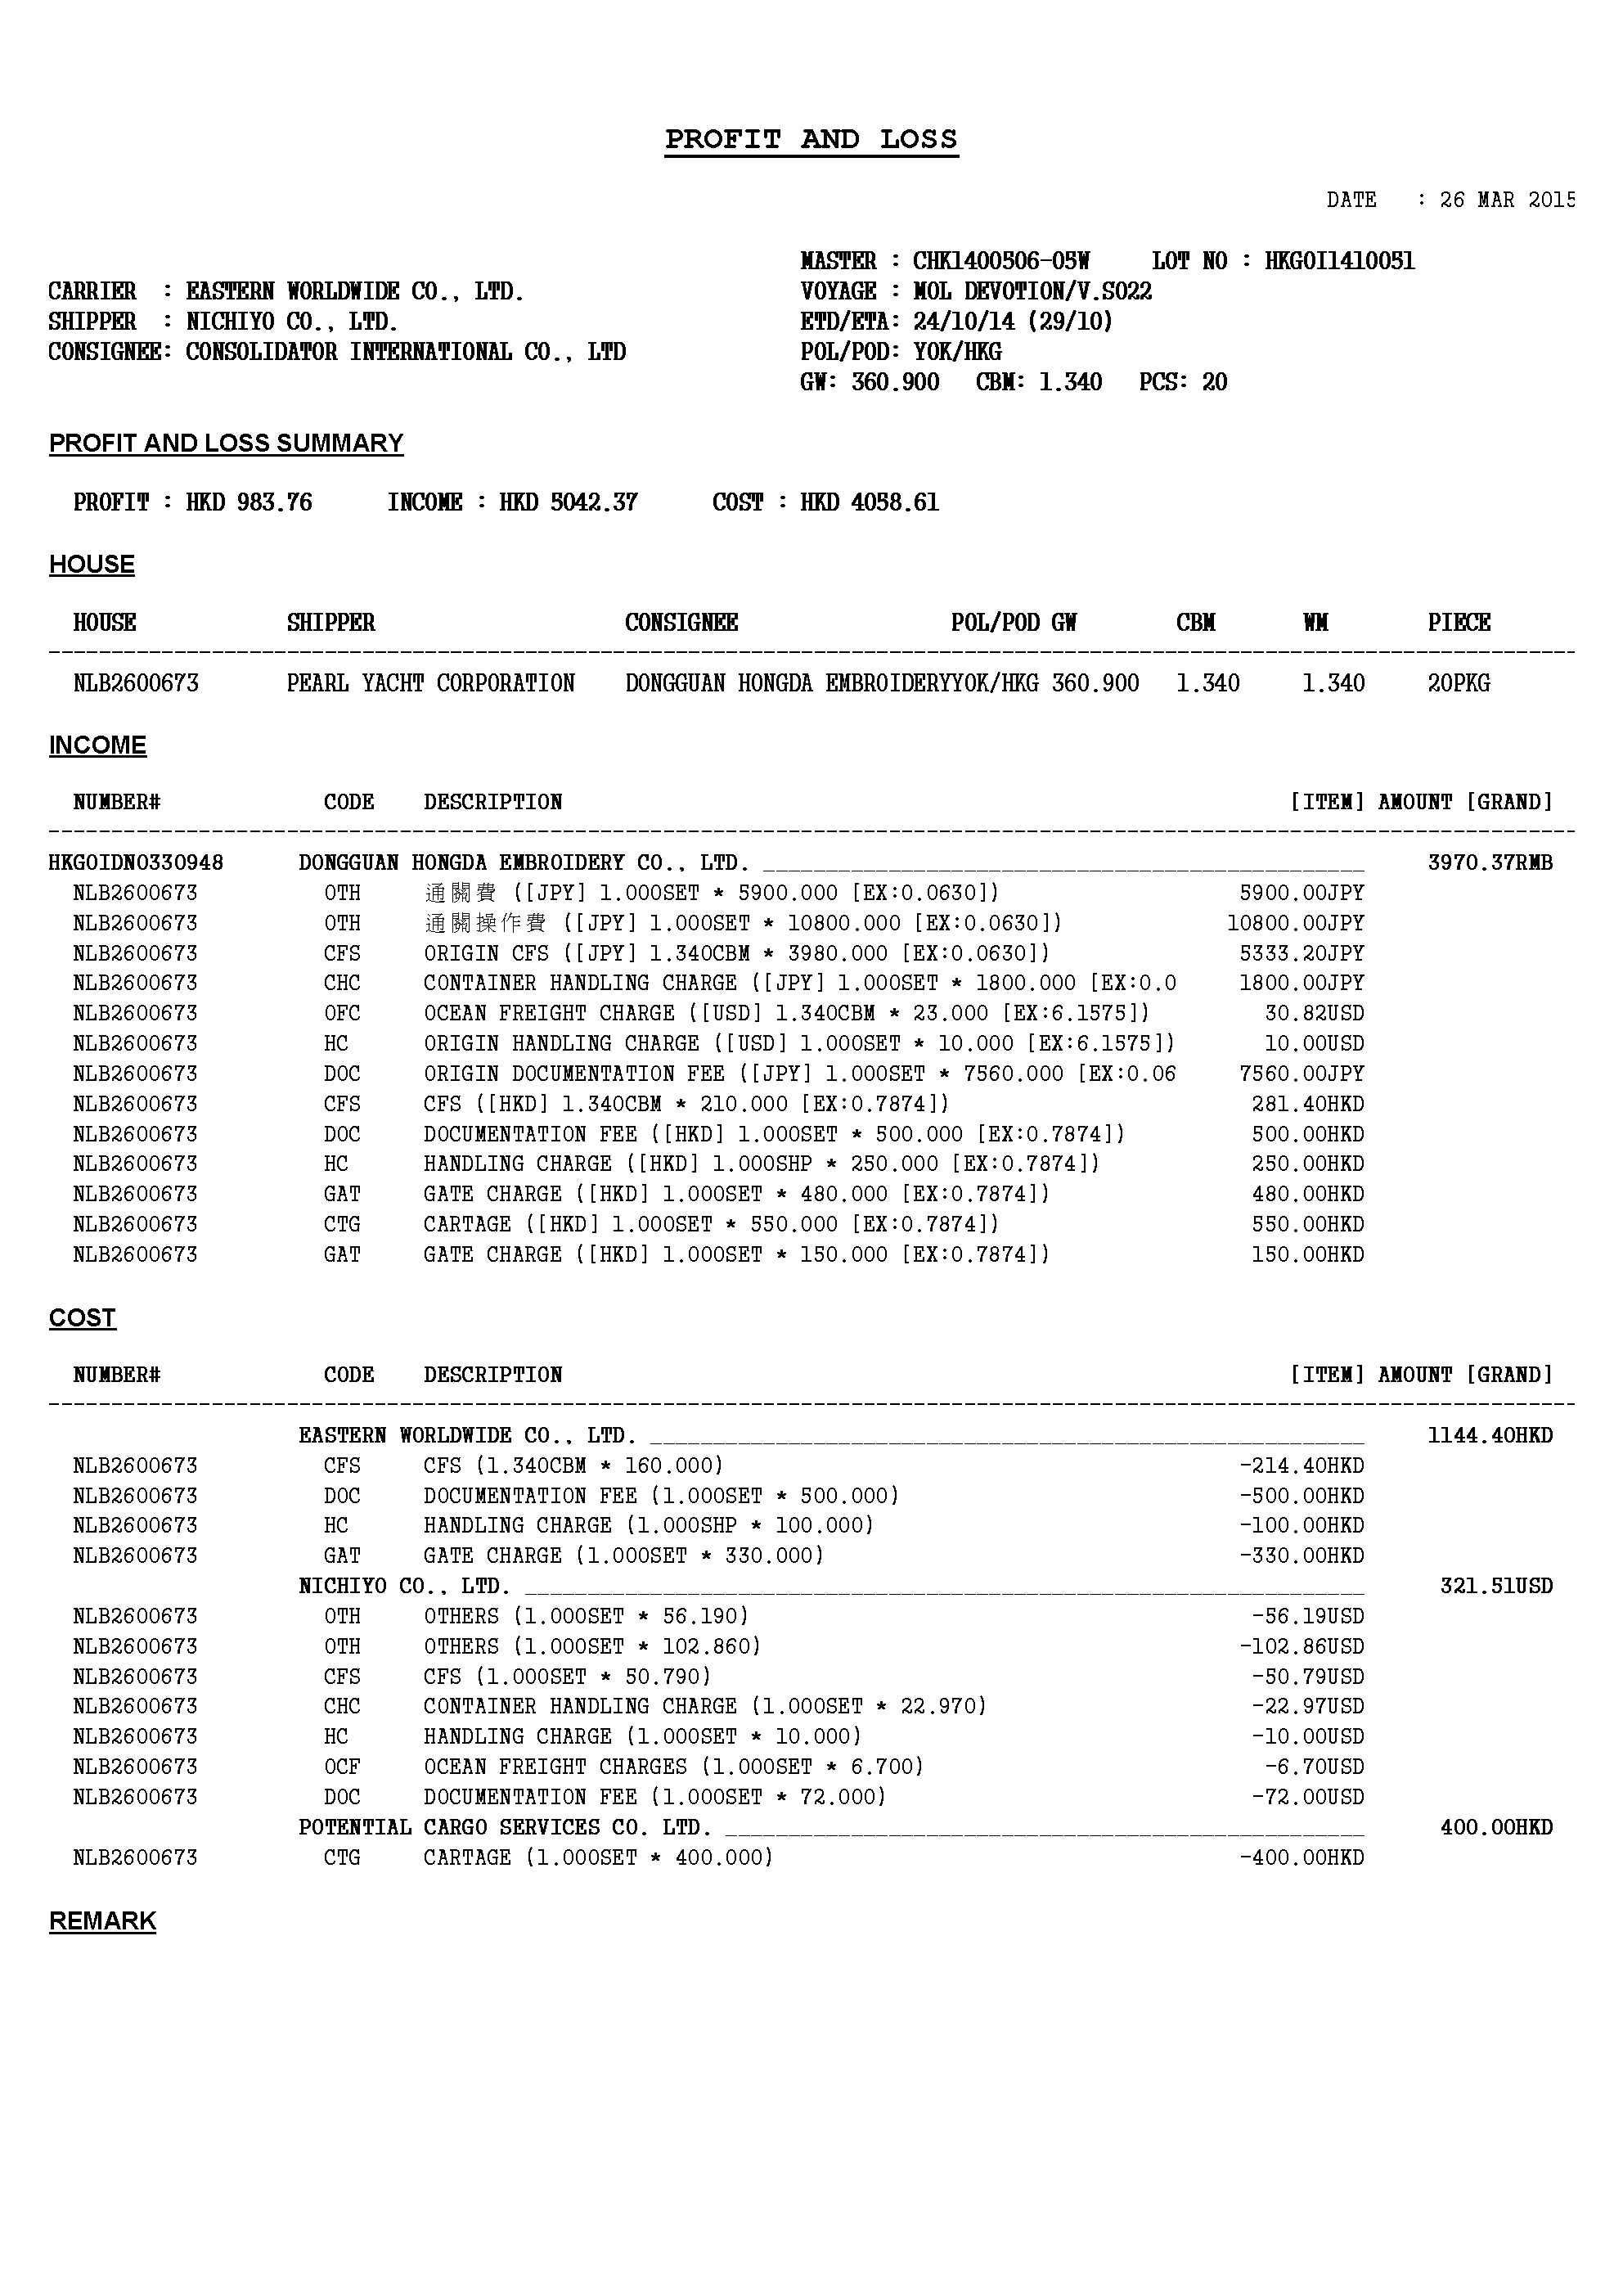 PROFIT AND LOSS
DATE : 26 MAR 2015
MASTER : CHK1400506-05W LOT NO : HKGOI1410051
CARRIER : EASTERN WORLDWIDE CO., LTD. VOYAGE : MOL DEVOTION/V.S022
SHIPPER : NICHIYO CO., LTD. ETD/ETA: 24/10/14 (29/10)
CONSIGNEE: CONSOLIDATOR INTERNATIONAL CO., LTD POL/POD: YOK/HKG
GW: 360.900 CBM: 1.340 PCS: 20
PROFIT AND LOSS SUMMARY
PROFIT : HKD 983.76 INCOME : HKD 5042.37 COST : HKD 4058.61
HOUSE
HOUSE SHIPPER CONSIGNEE POL/POD GW CBM WM PIECE
NLB2600673 PEARL YACHT CORPORATION DONGGUAN HONGDA EMBROIDERYYOK/HKG 360.900 1.340 1.340 20PKG
INCOME
NUMBER# CODE DESCRIPTION [ITEM] AMOUNT [GRAND]
HKGOIDN0330948 DONGGUAN HONGDA EMBROIDERY CO., LTD. 3970.37RMB
NLB2600673 OTH 通關費 ([JPY] 1.000SET * 5900.000 [EX:0.0630]) 5900.00JPY
NLB2600673 OTH 通關操作費 ([JPY] 1.000SET * 10800.000 [EX:0.0630]) 10800.00JPY
NLB2600673 CFS ORIGIN CFS ([JPY] 1.340CBM * 3980.000 [EX:0.0630]) 5333.20JPY
NLB2600673 CHC CONTAINER HANDLING CHARGE ([JPY] 1.000SET * 1800.000 [EX:0.0 1800.00JPY
NLB2600673 OFC OCEAN FREIGHT CHARGE ([USD] 1.340CBM * 23.000 [EX:6.1575]) 30.82USD
NLB2600673 HC ORIGIN HANDLING CHARGE ([USD] 1.000SET * 10.000 [EX:6.1575]) 10.00USD
NLB2600673 DOC ORIGIN DOCUMENTATION FEE ([JPY] 1.000SET * 7560.000 [EX:0.06 7560.00JPY
NLB2600673 CFS CFS ([HKD] 1.340CBM * 210.000 [EX:0.7874]) 281.40HKD
NLB2600673 DOC DOCUMENTATION FEE ([HKD] 1.000SET * 500.000 [EX:0.7874]) 500.00HKD
NLB2600673 HC HANDLING CHARGE ([HKD] 1.000SHP * 250.000 [EX:0.7874]) 250.00HKD
NLB2600673 GAT GATE CHARGE ([HKD] 1.000SET * 480.000 [EX:0.7874]) 480.00HKD
NLB2600673 CTG CARTAGE ([HKD] 1.000SET * 550.000 [EX:0.7874]) 550.00HKD
NLB2600673 GAT GATE CHARGE ([HKD] 1.000SET * 150.000 [EX:0.7874]) 150.00HKD
COST
NUMBER# CODE DESCRIPTION [ITEM] AMOUNT [GRAND]
EASTERN WORLDWIDE CO., LTD. 1144.40HKD
NLB2600673 CFS CFS (1.340CBM * 160.000) -214.40HKD
NLB2600673 DOC DOCUMENTATION FEE (1.000SET * 500.000) -500.00HKD
NLB2600673 HC HANDLING CHARGE (1.000SHP * 100.000) -100.00HKD
NLB2600673 GAT GATE CHARGE (1.000SET * 330.000) -330.00HKD
NICHIYO CO., LTD. 321.51USD
NLB2600673 OTH OTHERS (1.000SET * 56.190) -56.19USD
NLB2600673 OTH OTHERS (1.000SET * 102.860) -102.86USD
NLB2600673 CFS CFS (1.000SET * 50.790) -50.79USD
NLB2600673 CHC CONTAINER HANDLING CHARGE (1.000SET * 22.970) -22.97USD
NLB2600673 HC HANDLING CHARGE (1.000SET * 10.000) -10.00USD
NLB2600673 OCF OCEAN FREIGHT CHARGES (1.000SET * 6.700) -6.70USD
NLB2600673 DOC DOCUMENTATION FEE (1.000SET * 72.000) -72.00USD
POTENTIAL CARGO SERVICES CO. LTD. 400.00HKD
NLB2600673 CTG CARTAGE (1.000SET * 400.000) -400.00HKD
REMARK